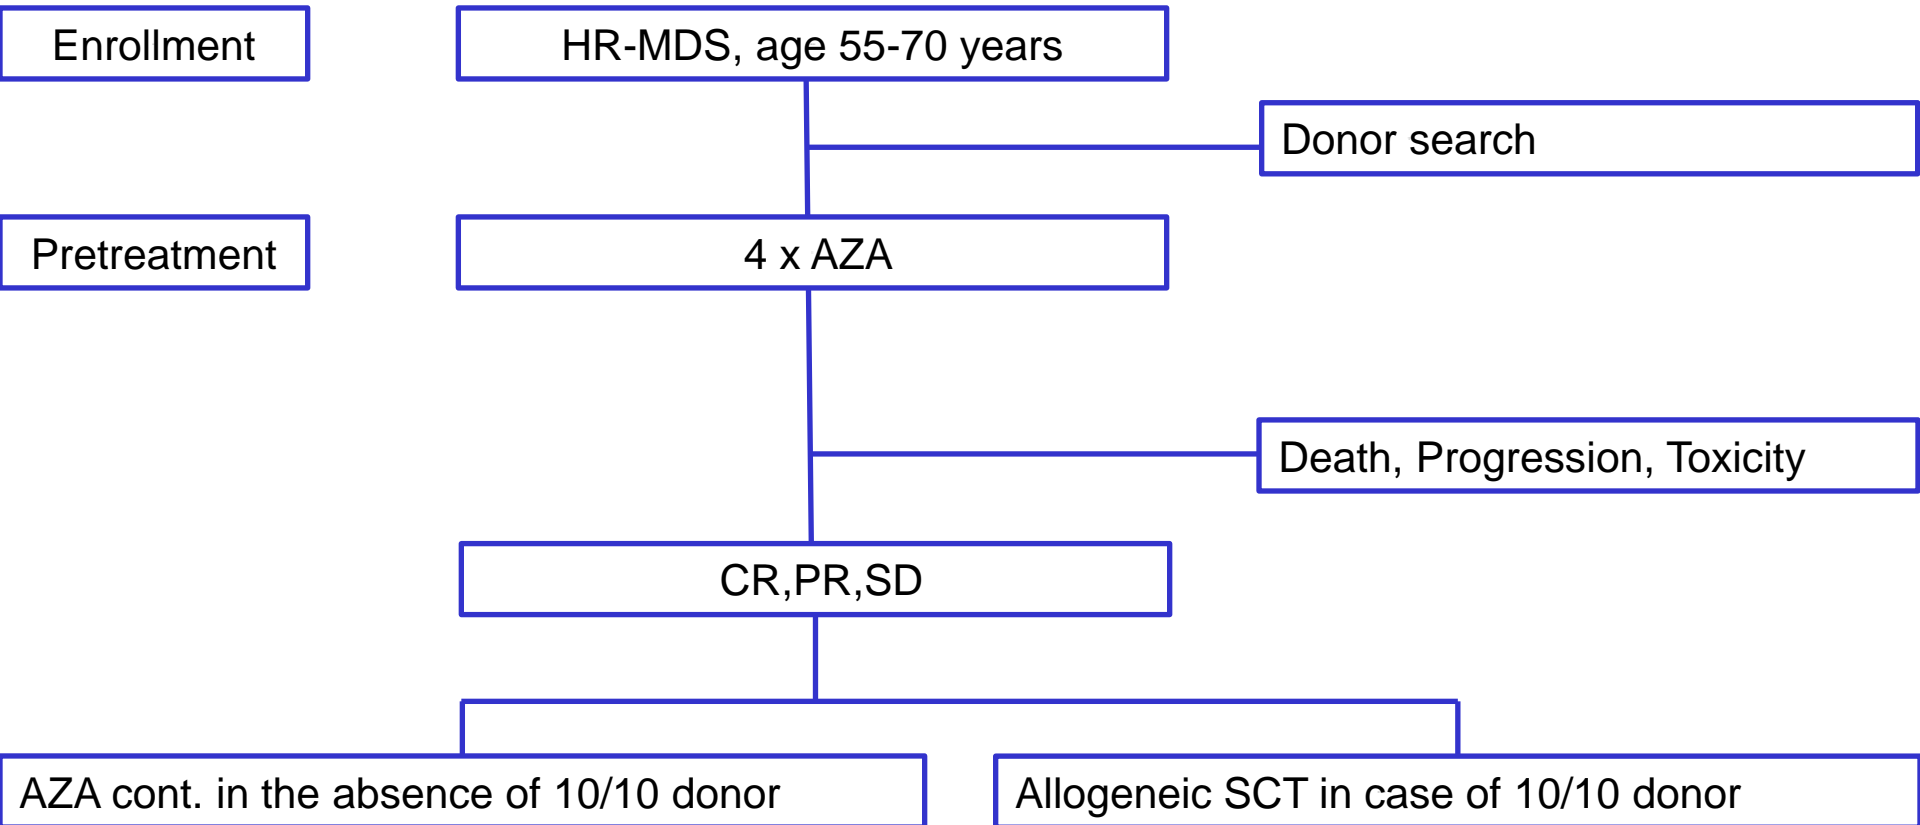 Enrollment
HR-MDS, age 55-70 years
Donor search
Pretreatment
4 x AZA
Death, Progression, Toxicity
CR,PR,SD
AZA cont. in the absence of 10/10 donor
Allogeneic SCT in case of 10/10 donor